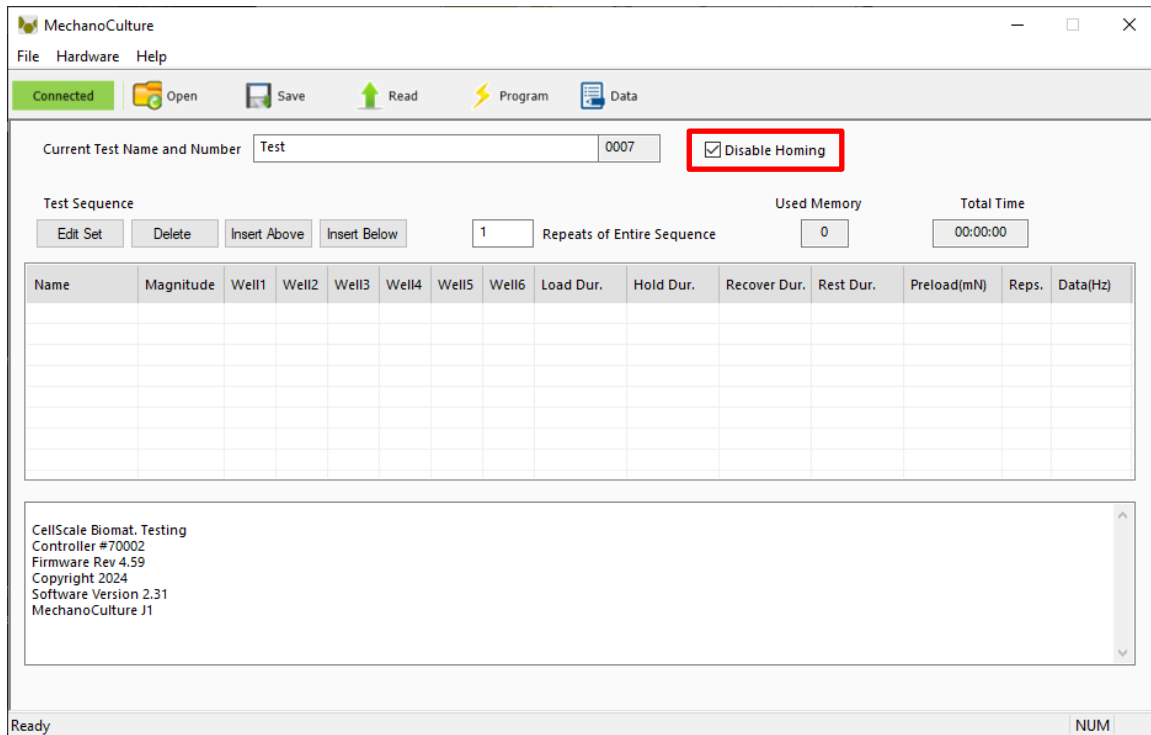 MechanoCulture
File Hardware Help
Connected Open Save Read Program Data
Current Test Name and Number Test 0007 Disable Homing
Test Sequence Used Memory Total Time
Edit Set Delete Insert Above Insert Below 1 Repeats of Entire Sequence 0 00:00:00
Name Magnitude Well1 Well2 Well3 Well4 Well5 Well6 Load Dur. Hold Dur. Recover Dur. Rest Dur. Preload(mN) Reps. Data(Hz)
CellScale Biomat. Testing
Controller #70002
Firmware Rev 4.59
Copyright 2024
Software Version 2.31
MechanoCulture J1
Ready NUM